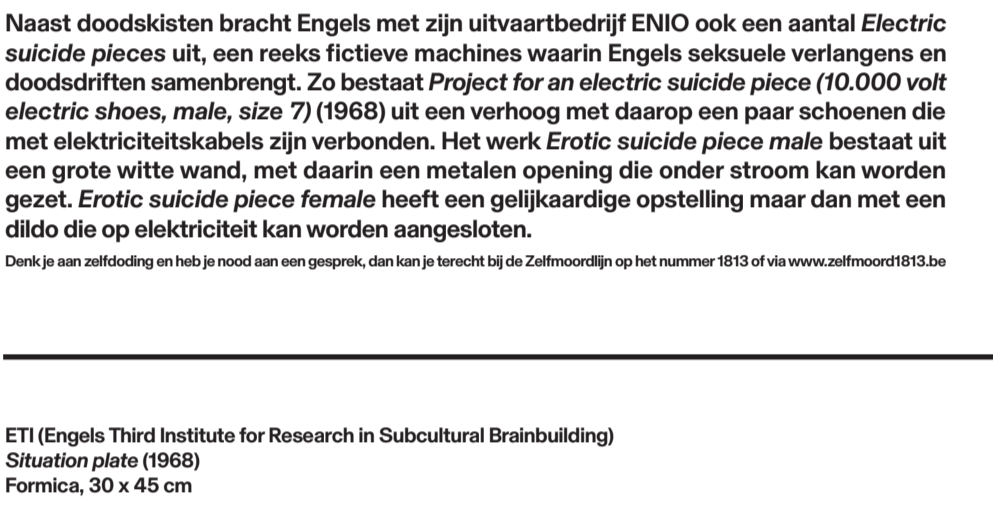 Naast doodskisten bracht Engels met zijn uitvaartbedrijf ENIO ook een aantal Electric
suicide pieces uit, een reeks fictieve machines waarin Engels seksuele verlangens en
doodsdriften samenbrengt. Zo bestaat Project for an electric suicide piece (10.000 volt
electric shoes, male, size 7) (1968) uit een verhoog met daarop een paar schoenen die
met elektriciteitskabels zijn verbonden. Het werk Erotic suicide piece male bestaat uit
een grote witte wand, met daarin een metalen opening die onder stroom kan worden
gezet. Erotic suicide piece female heeft een gelijkaardige opstelling maar dan met een
dildo die op elektriciteit kan worden aangesloten.
Denk je aan zelfdoding en heb je nood aan een gesprek, dan kan je terecht bij de Zelfmoordlijn op het nummer 1813 of via www.zelfmoord1813.be
ETI (Engels Third Institute for Research in Subcultural Brainbuilding)
Situation plate (1968)
Formica, 30 x 45 cm